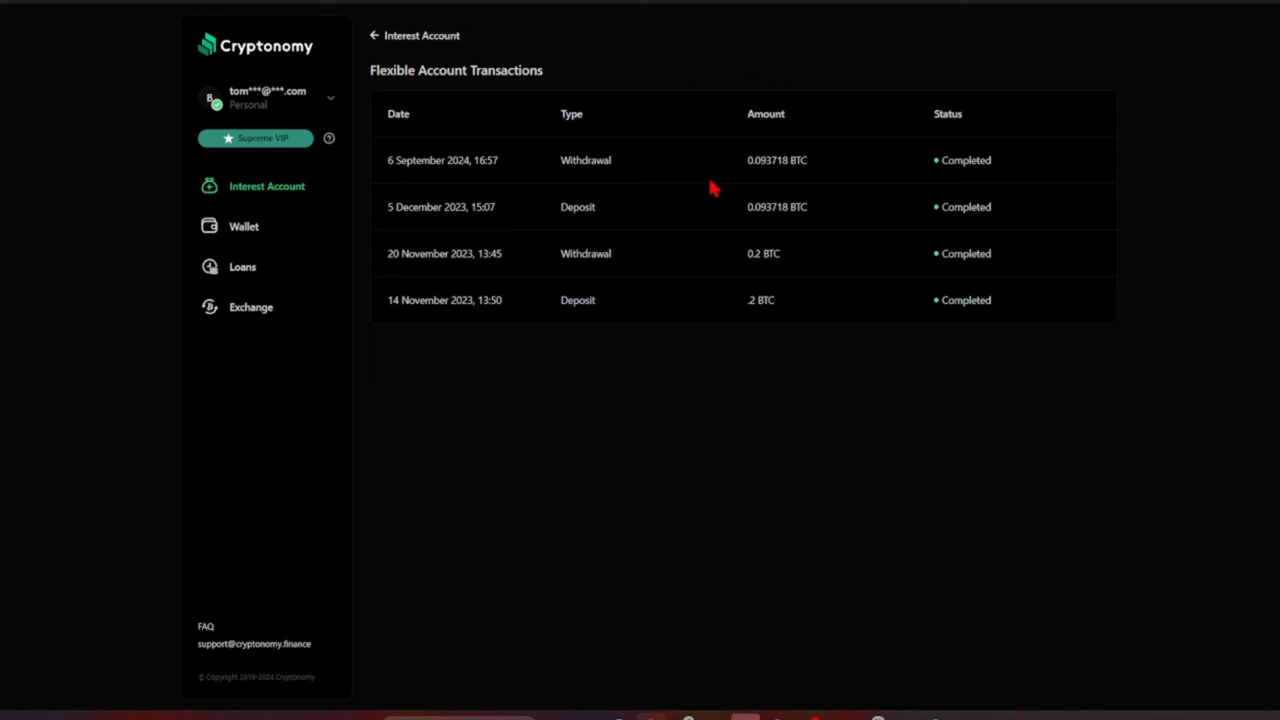 Cryptonomy
B
tom***@***.com
Personal
Supreme VIP
Interest Account
Wallet
Loans
Exchange
FAQ
support@cryptonomy.finance
© Copyright 2019-2024 Cryptonomy
Interest Account
Flexible Account Transactions
Date Type Amount Status
6 September 2024, 16:57 Withdrawal 0.093718 BTC Completed
5 December 2023, 15:07 Deposit 0.093718 BTC Completed
20 November 2023, 13:45 Withdrawal 0.2 BTC Completed
14 November 2023, 13:50 Deposit .2 BTC Completed